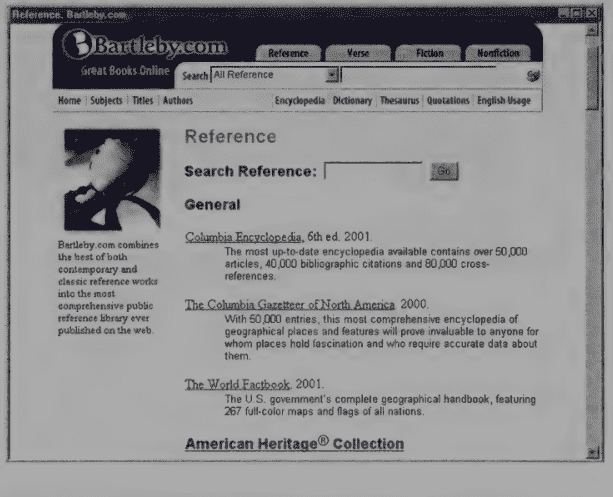 Reference. Bartleby.com
Bartleby.com
Great Books Online
Reference Verse Fiction Nonfiction
Search All Reference
Home Subjects Titles Authors Encyclopedia Dictionary Thesaurus Quotations English Usage
Reference
Search Reference: Go
General
Columbia Encyclopedia, 6th ed. 2001.
The most up-to-date encyclopedia available contains over 50,000
articles, 40,000 bibliographic citations and 80,000 cross-
references.
The Columbia Gazetteer of North America. 2000.
With 50,000 entries, this most comprehensive encyclopedia of
geographical places and features will prove invaluable to anyone for
whom places hold fascination and who require accurate data about
them.
The World Factbook. 2001.
The U.S. government's complete geographical handbook, featuring
267 full-color maps and flags of all nations.
American Heritage® Collection
Bartleby.com combines
the best of both
contemporary and
classic reference works
into the most
comprehensive public
reference library ever
published on the web.